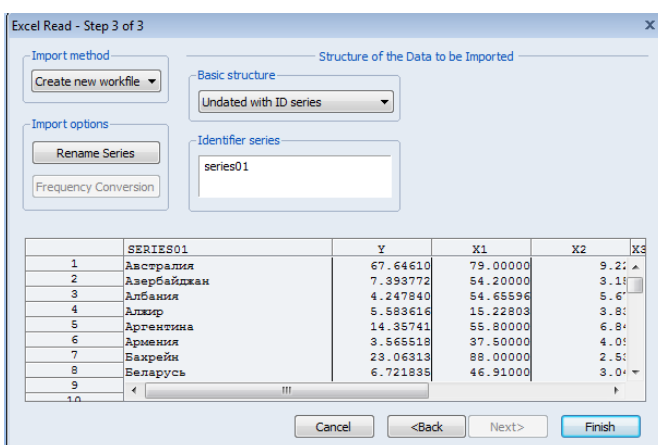 Excel Read - Step 3 of 3
x
Import method
Create new workfile
Structure of the Data to be Imported
Basic structure
Undated with ID series
Import options
Rename Series
Frequency Conversion
Identifier series
series01
SERIES01 Y X1 X2 X3
1 Австралия 67.64610 79.00000
2 Азербайджан 7.393772 54.20000
3 Албания 4.247840 54.65596
4 Алжир 5.583616 15.22803
5 Аргентина 14.35741 55.80000
6 Армения 3.565518 37.50000
7 Бахрейн 23.06313 88.00000
8 Беларусь 6.721835 46.91000
9
Cancel <Back Next> Finish